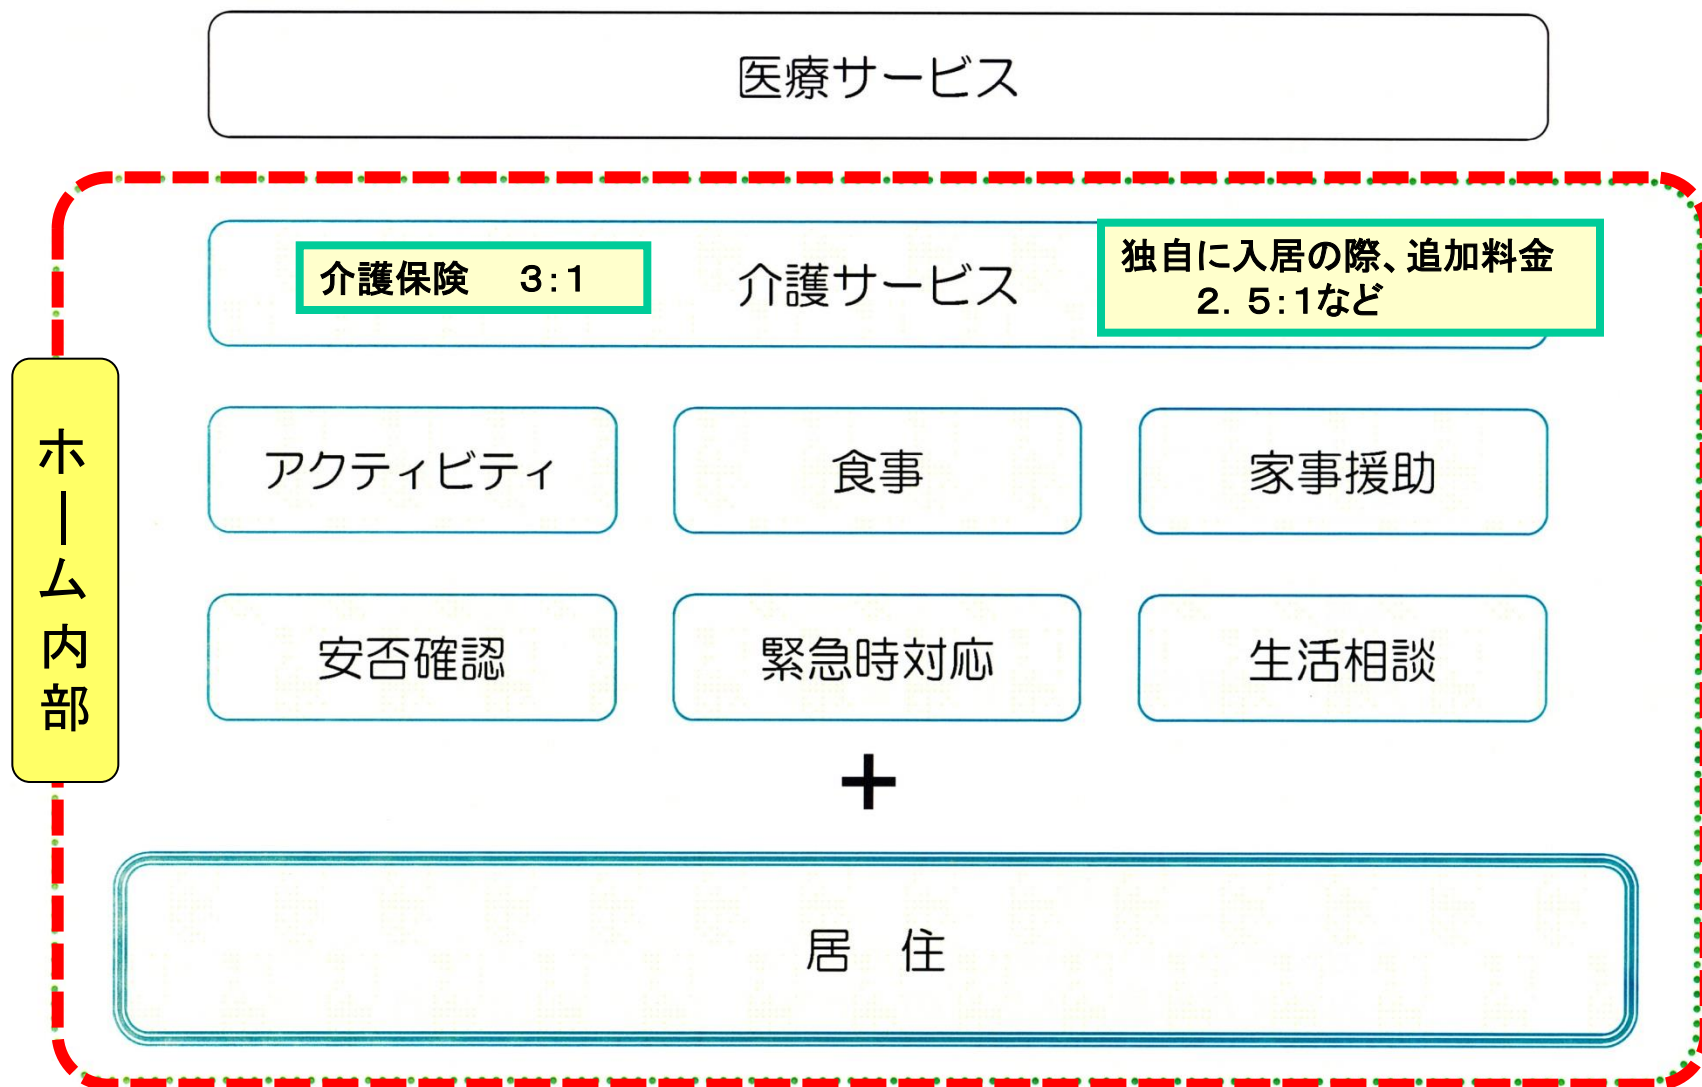 医療サービス
介護保険　3：1
介護サービス
独自に入居の際、追加料金
2．5：1など
ホーム内部
アクティビティ
食事
家事援助
安否確認
緊急時対応
生活相談
＋
居　住